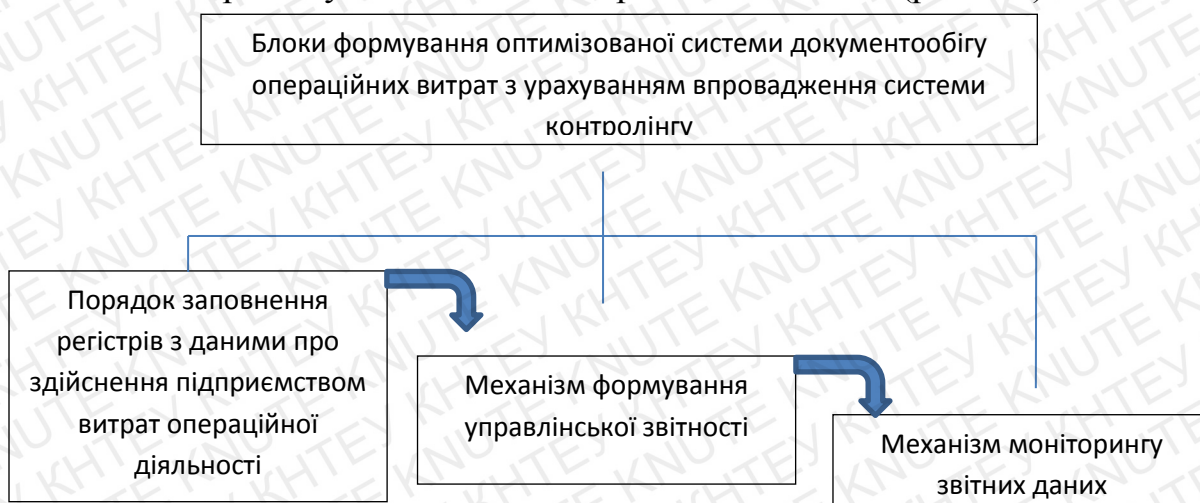 Блоки формування оптимізованої системи документообігу
операційних витрат з урахуванням впровадження системи
контролінгу
Порядок заповнення
регістрів з даними про
здійснення підприємством
витрат операційної
діяльності
Механізм формування
управлінської звітності
Механізм моніторингу
звітних даних